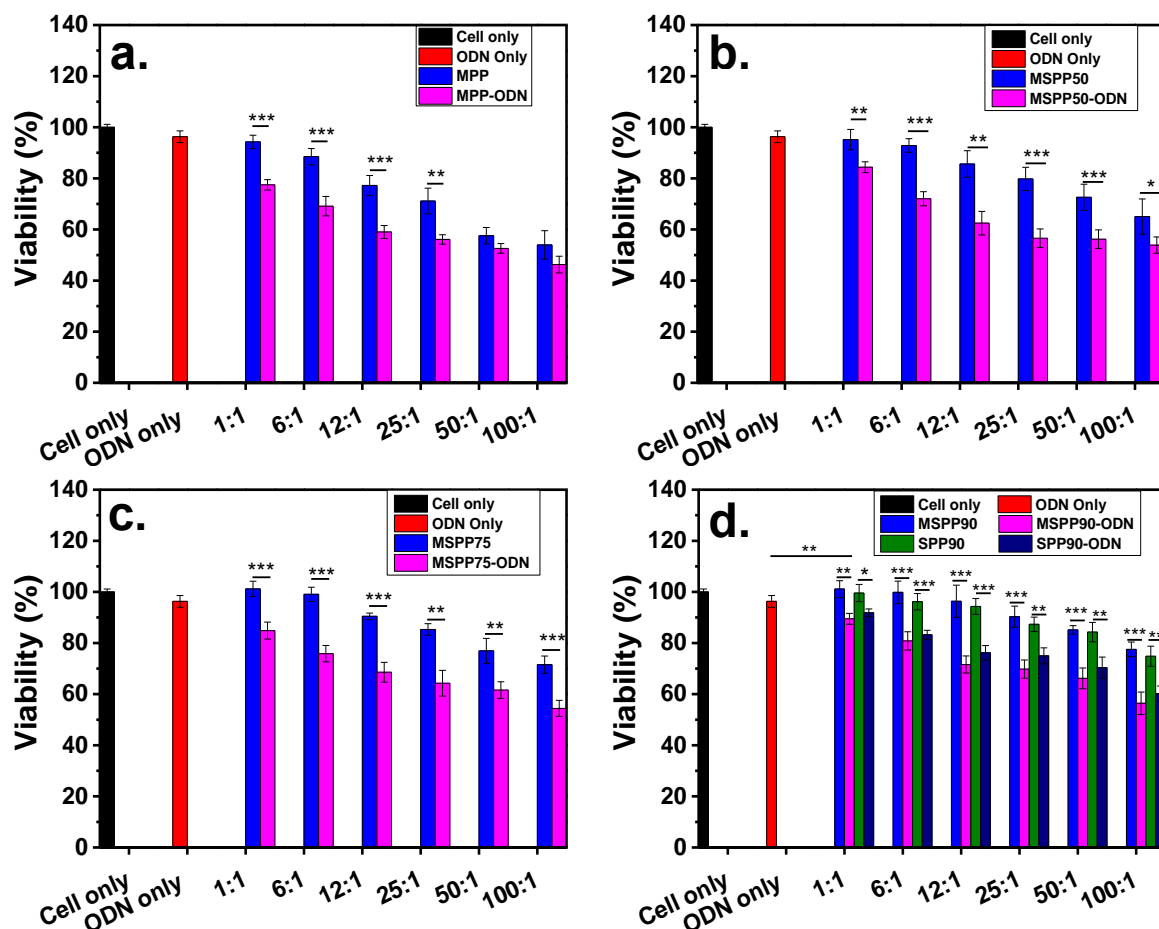 a.
Cell only
ODN Only
MPP
MPP-ODN
Viability (%)
140
120
100
80
60
40
20
0
*** *** *** **
Cell only ODN only 1:1 6:1 12:1 25:1 50:1 100:1
b.
Cell only
ODN Only
MSPP50
MSPP50-ODN
Viability (%)
140
120
100
80
60
40
20
0
** *** ** *** *** *
Cell only ODN only 1:1 6:1 12:1 25:1 50:1 100:1
c.
Cell only
ODN Only
MSPP75
MSPP75-ODN
Viability (%)
140
120
100
80
60
40
20
0
*** *** *** ** ** ***
Cell only ODN only 1:1 6:1 12:1 25:1 50:1 100:1
d.
Cell only ODN Only
MSPP90 MSPP90-ODN
SPP90 SPP90-ODN
Viability (%)
140
120
100
80
60
40
20
0
**
** * *** *** *** *** *** ** *** ** ***
Cell only ODN only 1:1 6:1 12:1 25:1 50:1 100:1